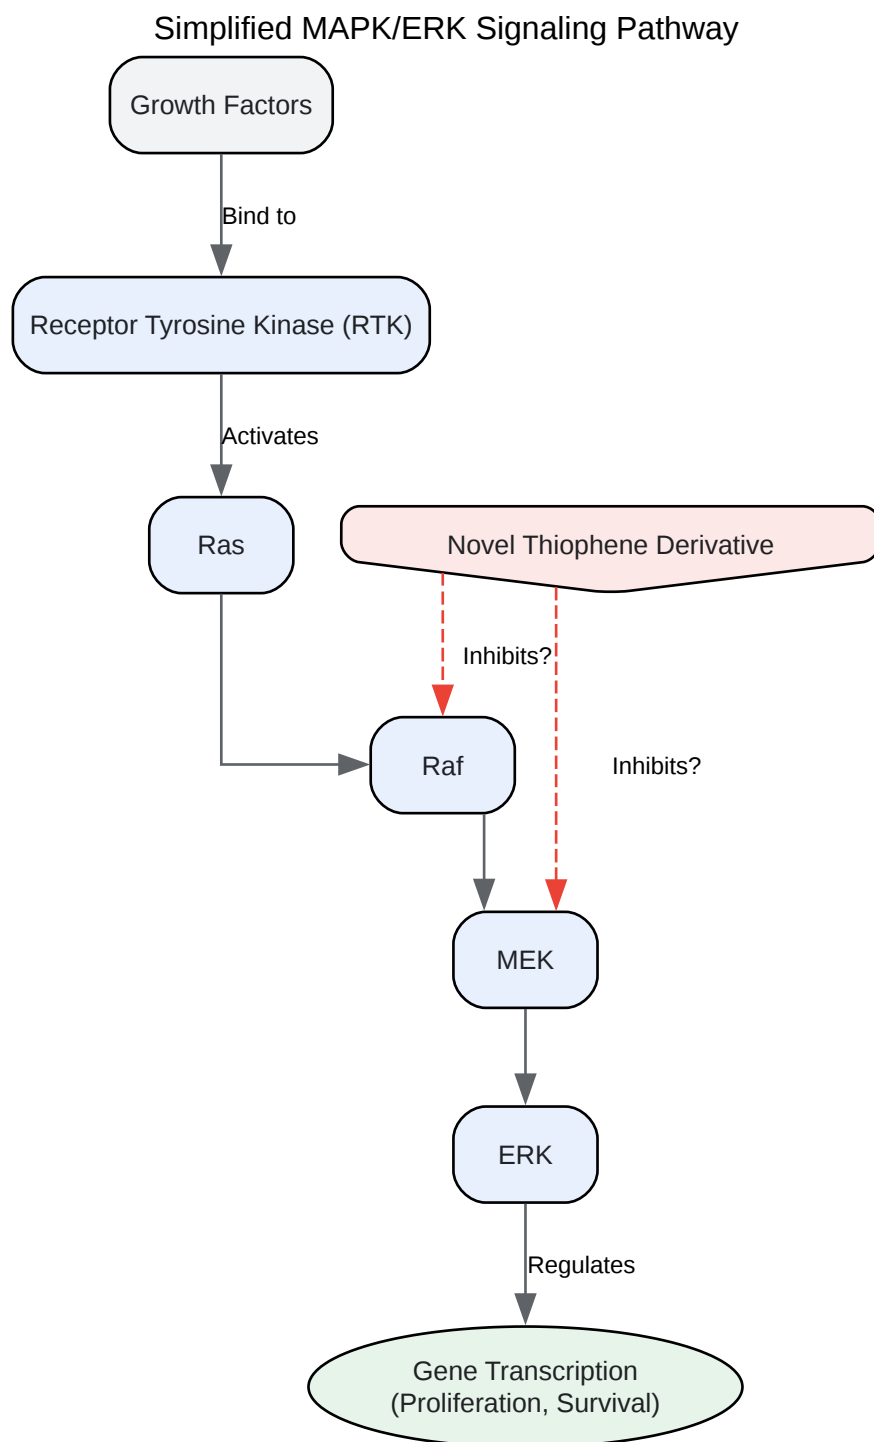 Simplified MAPK/ERK Signaling Pathway
Growth Factors
Bind to
Receptor Tyrosine Kinase (RTK)
Activates
Ras
Novel Thiophene Derivative
Inhibits?
Raf
Inhibits?
MEK
ERK
Regulates
Gene Transcription
(Proliferation, Survival)